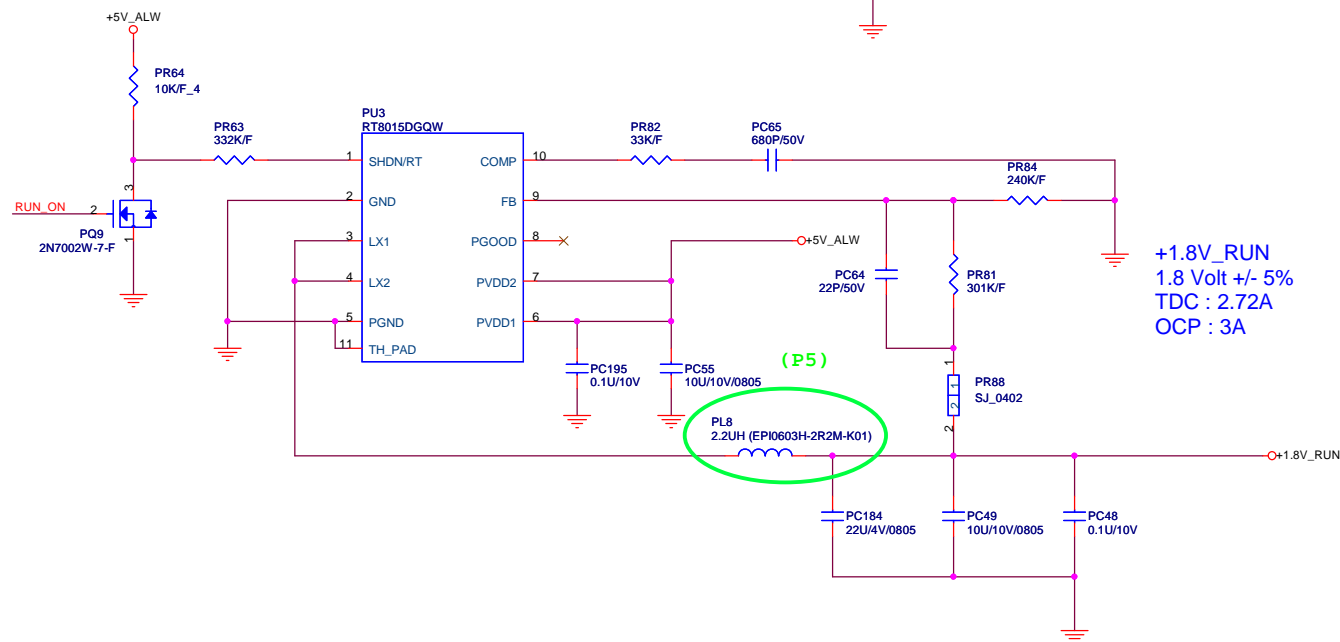 +5V_ALW
PR64
10K/F_4
PR63
332K/F
PU3
RT8015DGQW
1 SHDN/RT COMP 10
2 GND FB 9
3 LX1 PGOOD 8
4 LX2 PVDD2 7
5 PGND PVDD1 6
11 TH_PAD
PR82
33K/F
PC65
680P/50V
PR84
240K/F
RUN_ON
2
3
1
PQ9
2N7002W-7-F
+5V_ALW
PC64
22P/50V
PR81
301K/F
+1.8V_RUN
1.8 Volt +/- 5%
TDC : 2.72A
OCP : 3A
PC195
0.1U/10V
PC55
10U/10V/0805
(P5)
1
1
2
2
PR88
SJ_0402
PL8
2.2UH (EPI0603H-2R2M-K01)
+1.8V_RUN
PC184
22U/4V/0805
PC49
10U/10V/0805
PC48
0.1U/10V